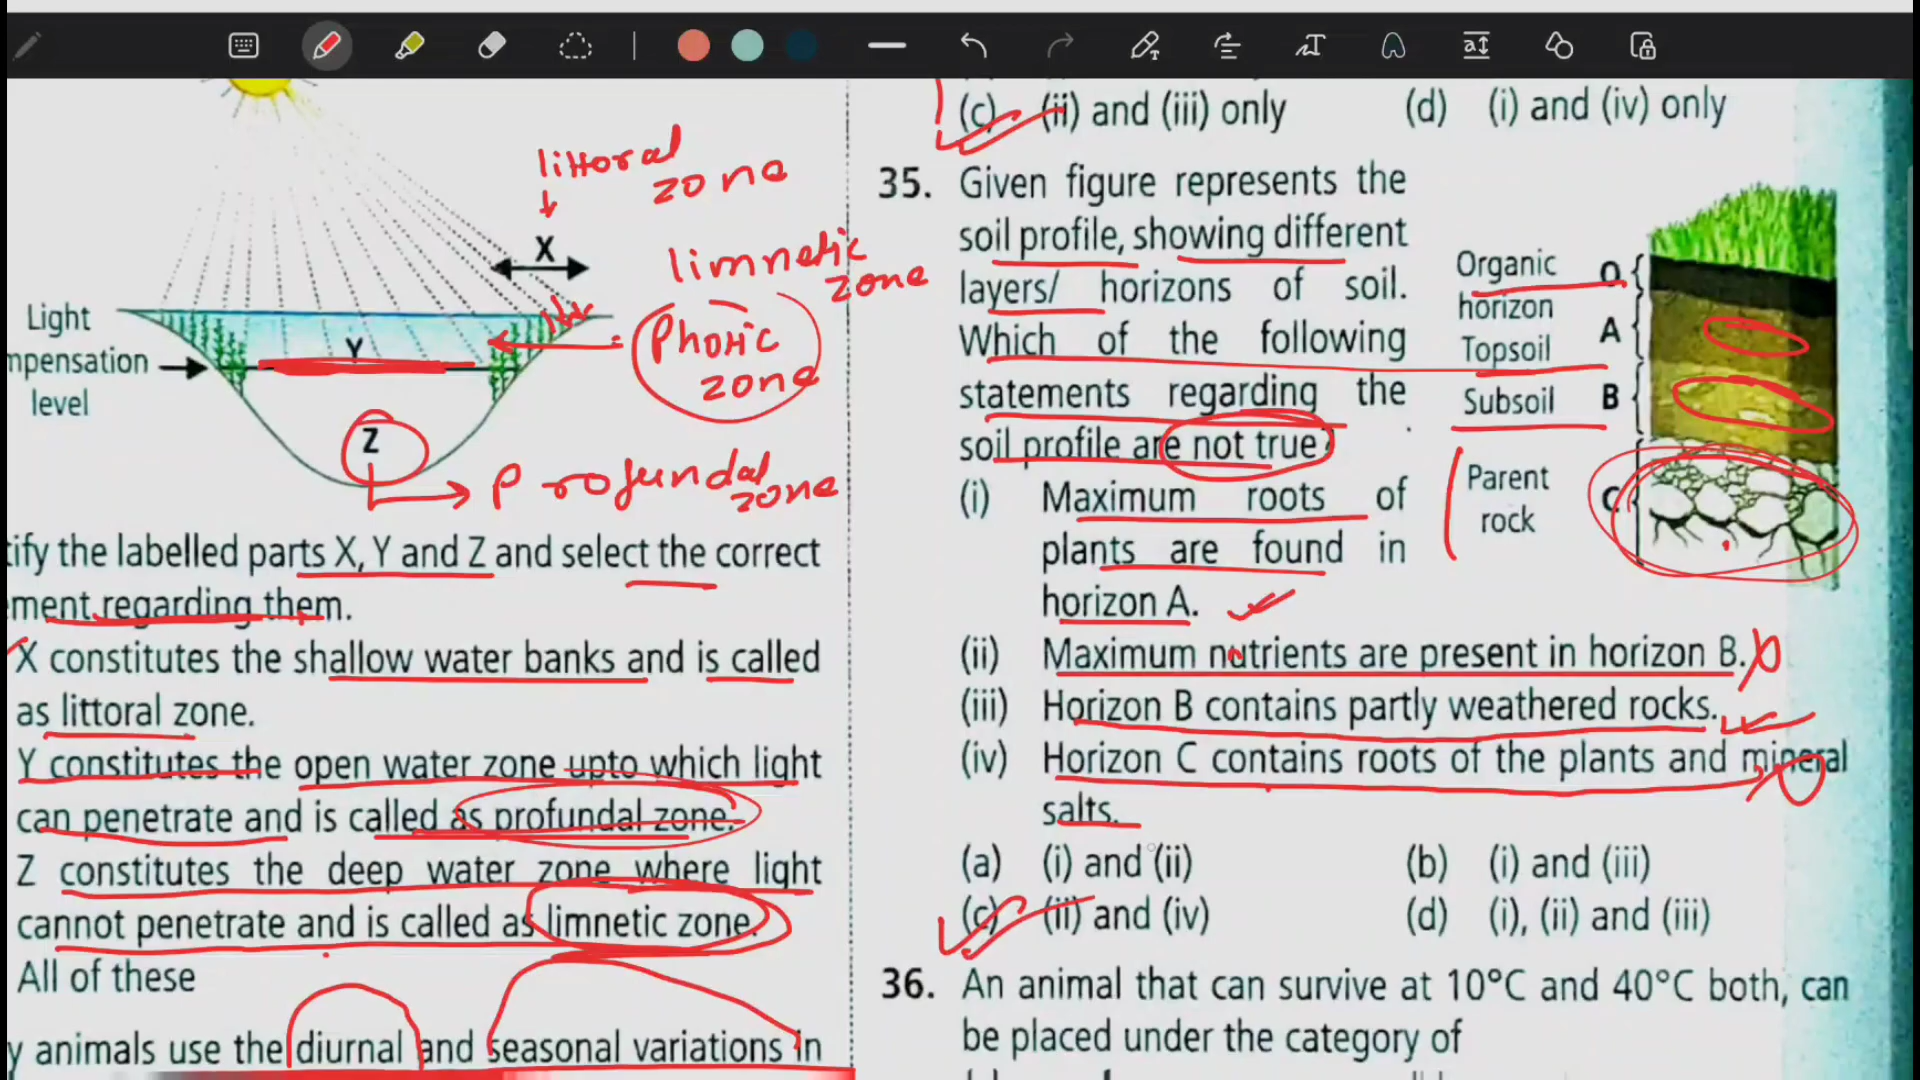 littoral
zone
X
limnetic
zone
Light
mpensation
level
Y
Photic
zone
Z
Profundal
zone
tify the labelled parts X, Y and Z and select the correct
ement regarding them.
X constitutes the shallow water banks and is called
as littoral zone.
Y constitutes the open water zone upto which light
can penetrate and is called as profundal zone.
Z constitutes the deep water zone where light
cannot penetrate and is called as limnetic zone.
All of these
y animals use the diurnal and seasonal variations in
(c) (ii) and (iii) only (d) (i) and (iv) only
35. Given figure represents the
soil profile, showing different
layers/ horizons of soil.
Which of the following
statements regarding the
soil profile are not true?
Organic O
horizon
Topsoil A
Subsoil B
Parent C
rock
(i) Maximum roots of
plants are found in
horizon A.
(ii) Maximum nutrients are present in horizon B.
(iii) Horizon B contains partly weathered rocks.
(iv) Horizon C contains roots of the plants and mineral
salts.
(a) (i) and (ii) (b) (i) and (iii)
(c) (ii) and (iv) (d) (i), (ii) and (iii)
36. An animal that can survive at 10°C and 40°C both, can
be placed under the category of